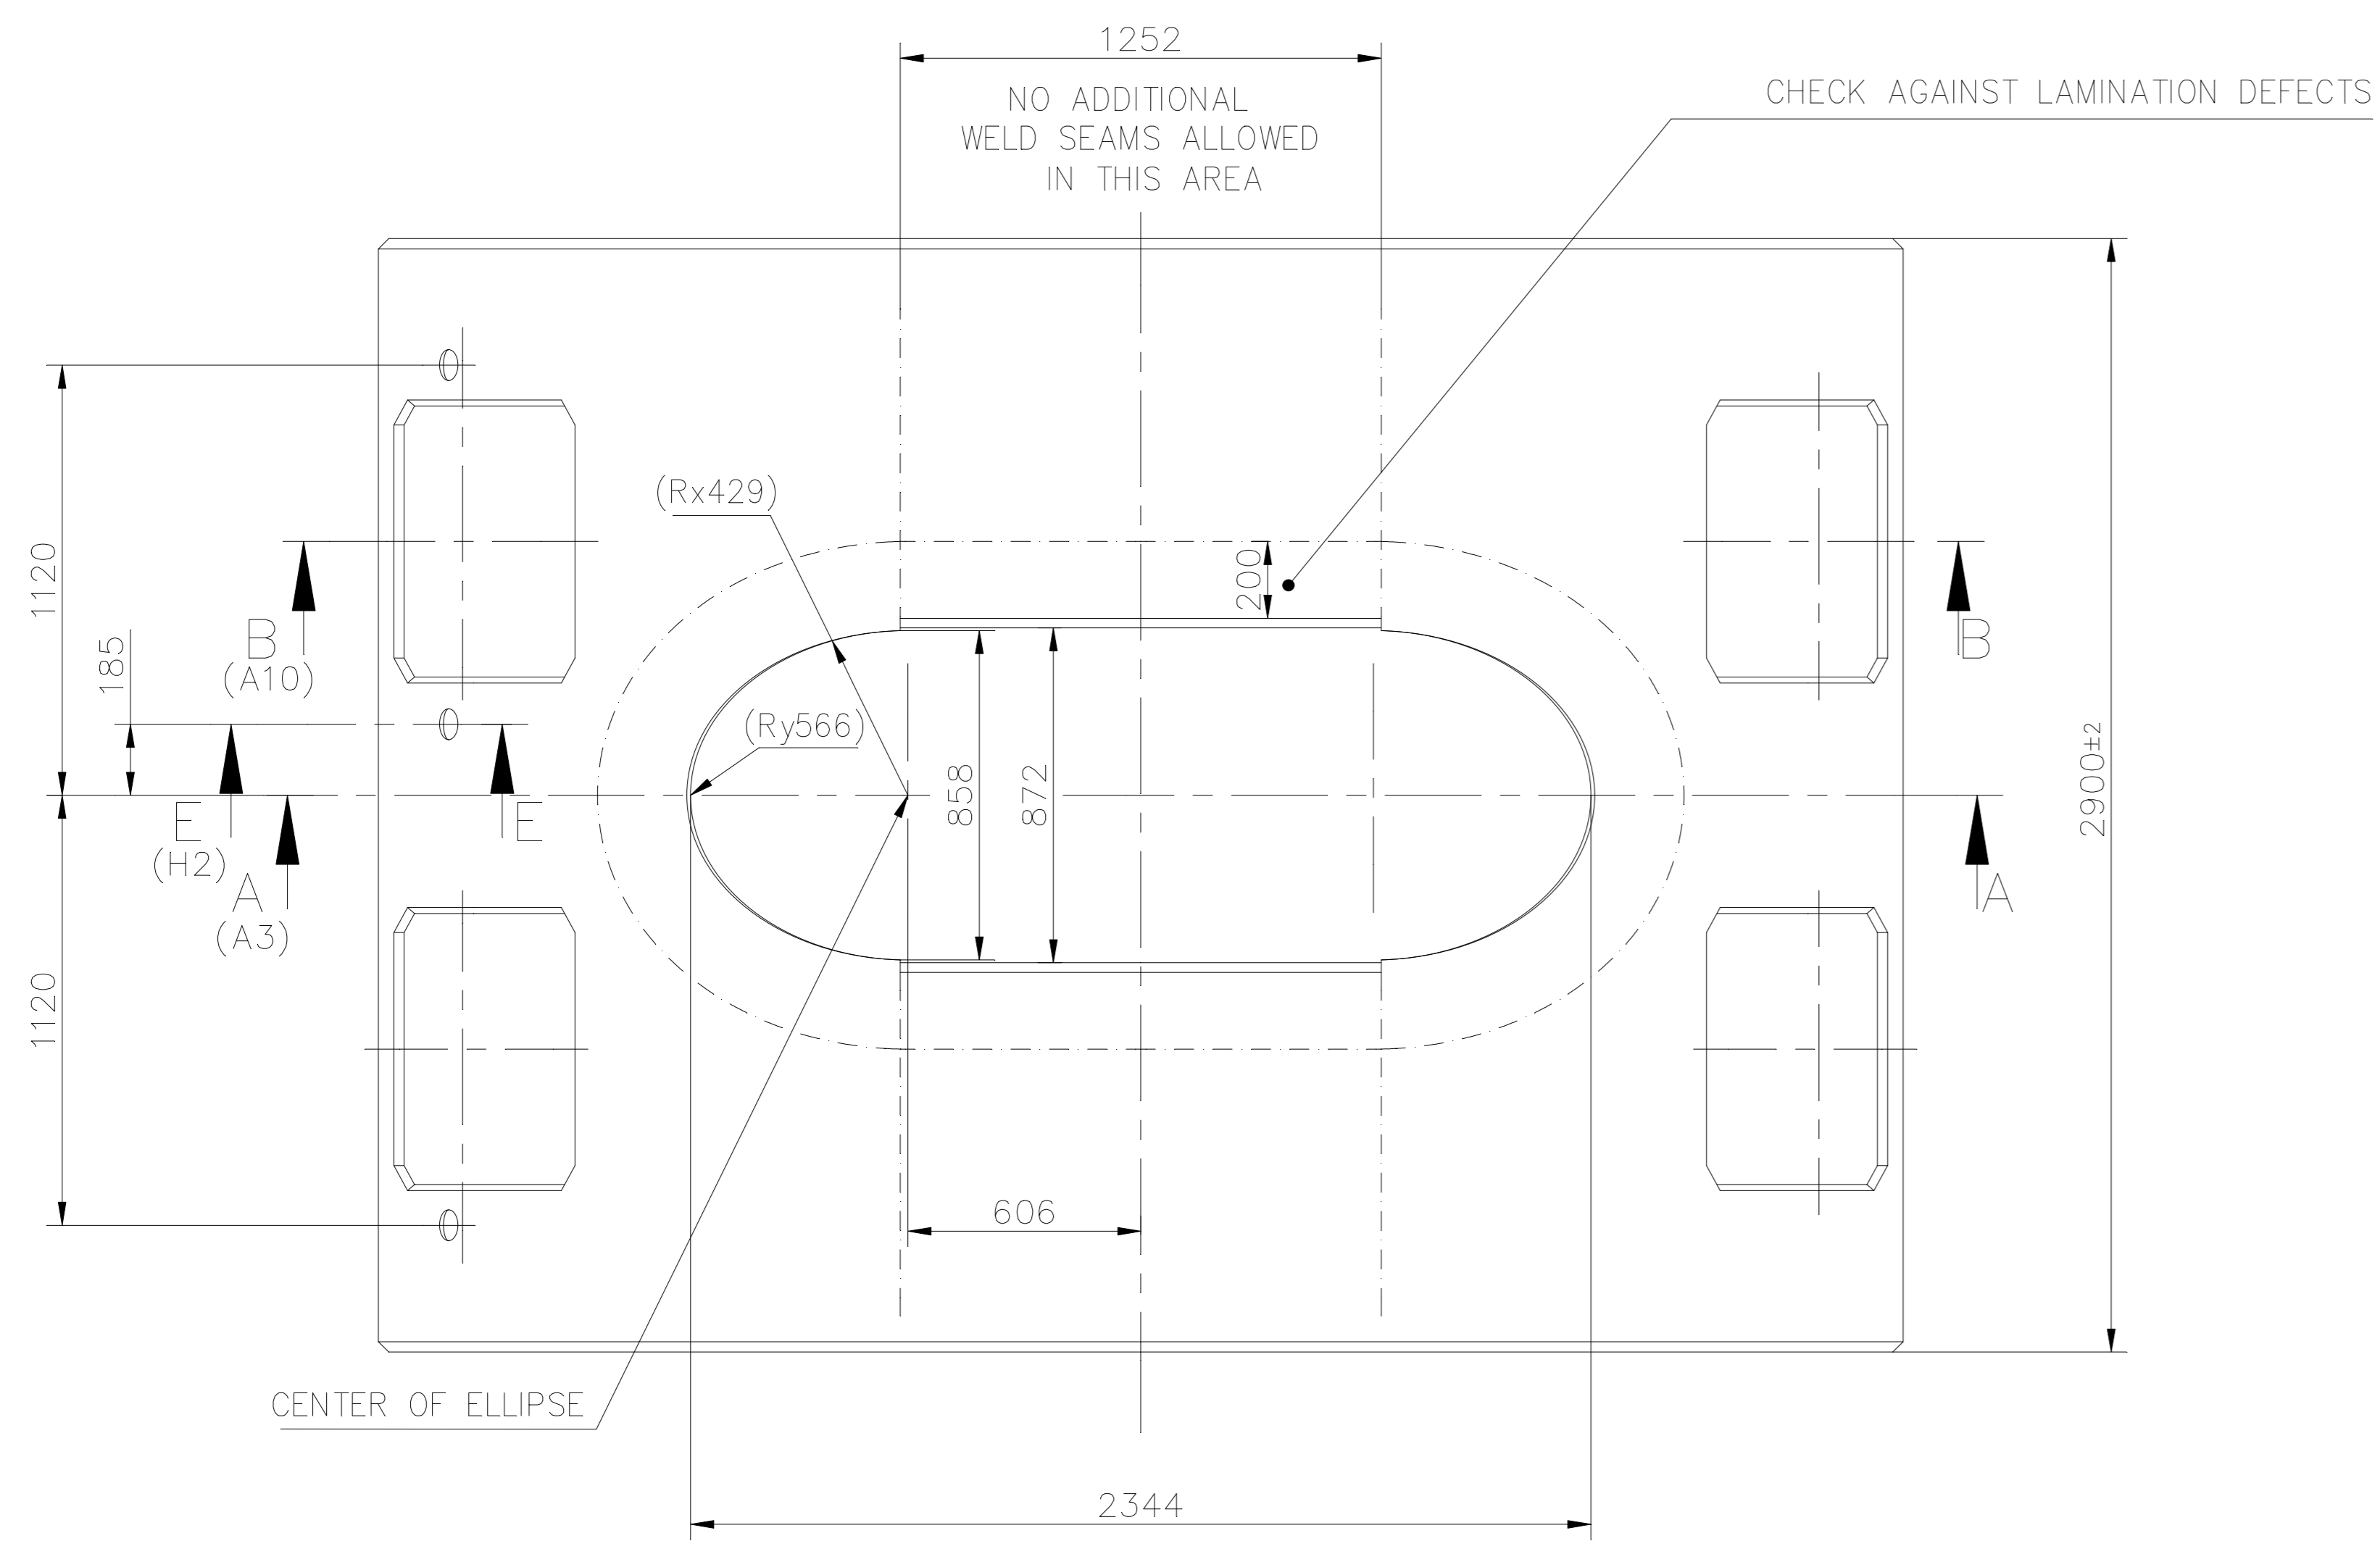 1252
NO ADDITIONAL
WELD SEAMS ALLOWED
IN THIS AREA
CHECK AGAINST LAMINATION DEFECTS
(Rx429)
1120
200
185
B
(A10)
B
(Ry566)
858
872
2900±2
E
(H2)
E
A
(A3)
A
1120
606
CENTER OF ELLIPSE
2344